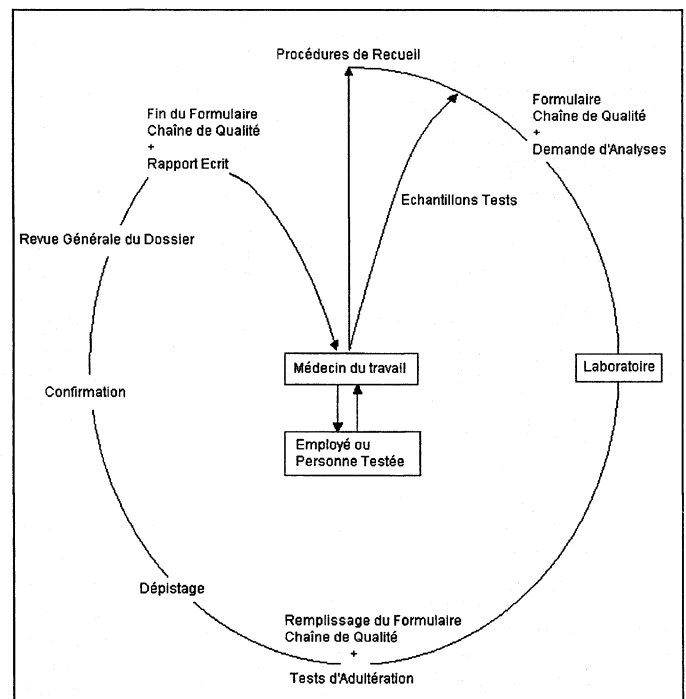 Procédures de Recueil
Formulaire
Chaîne de Qualité
+
Demande d'Analyses
Fin du Formulaire
Chaîne de Qualité
+
Rapport Ecrit
Echantillons Tests
Revue Générale du Dossier
Médecin du travail
Laboratoire
Confirmation
Employé ou
Personne Testée
Dépistage
Remplissage du Formulaire
Chaîne de Qualité
+
Tests d'Adultération